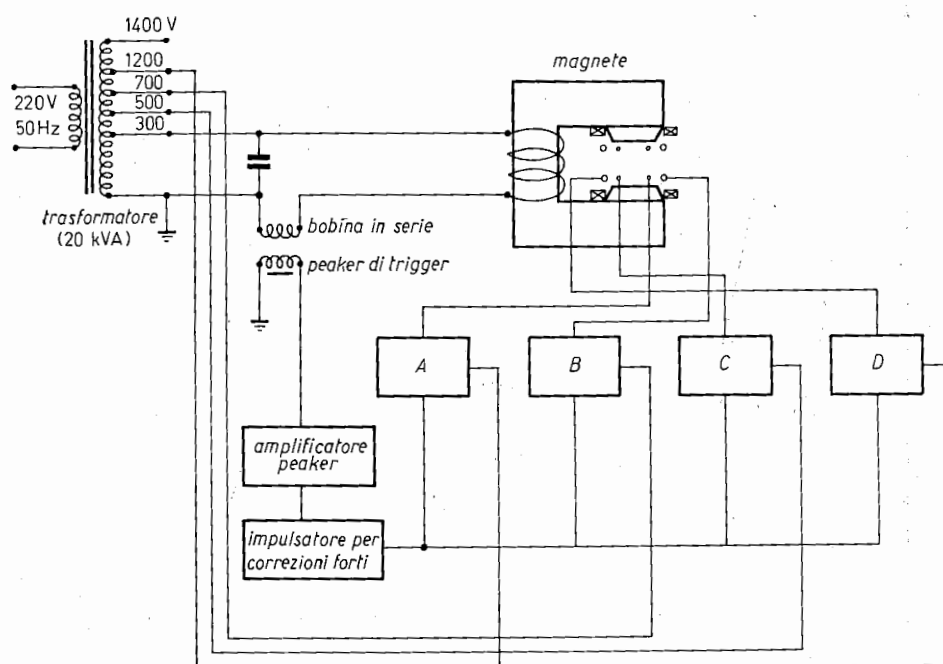 1400 V
1200
700
500
300
220V
50Hz
trasformatore
(20 kVA)
magnete
bobina in serie
peaker di trigger
A
B
C
D
amplificatore
peaker
impulsatore per
correzioni forti